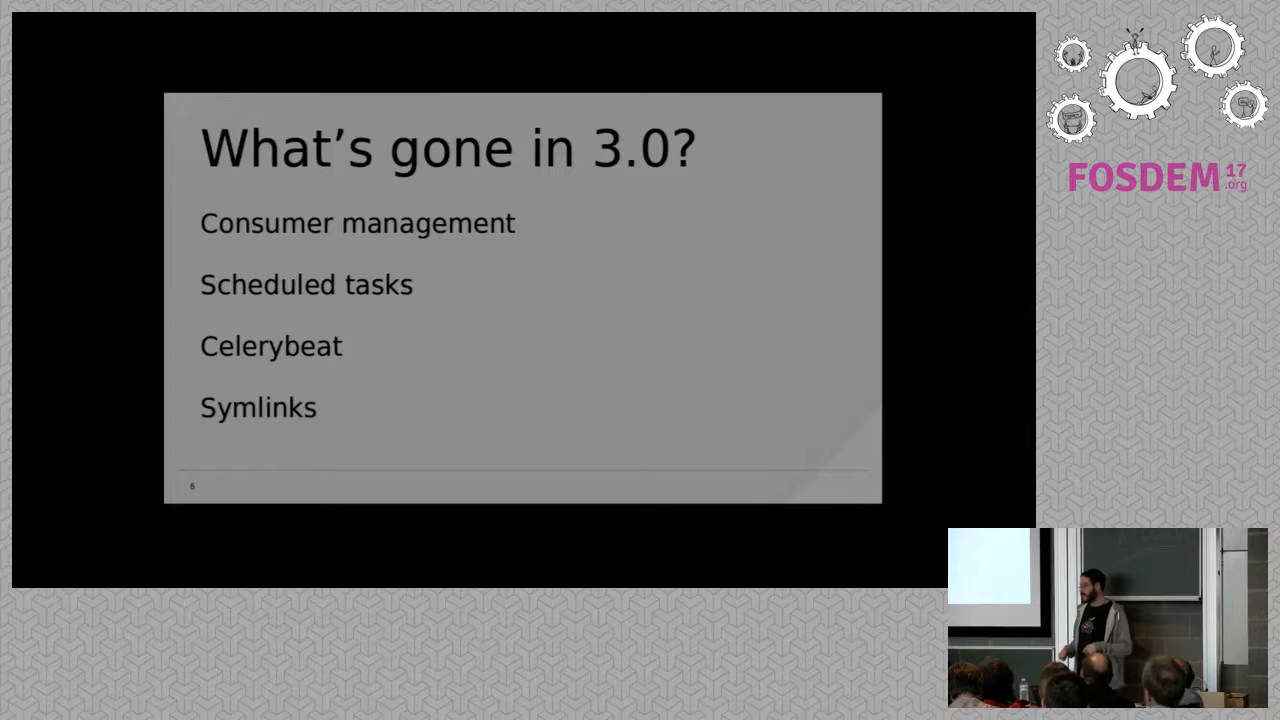 What's gone in 3.0?
Consumer management
Scheduled tasks
Celerybeat
Symlinks
6
FOSDEM 17
.org